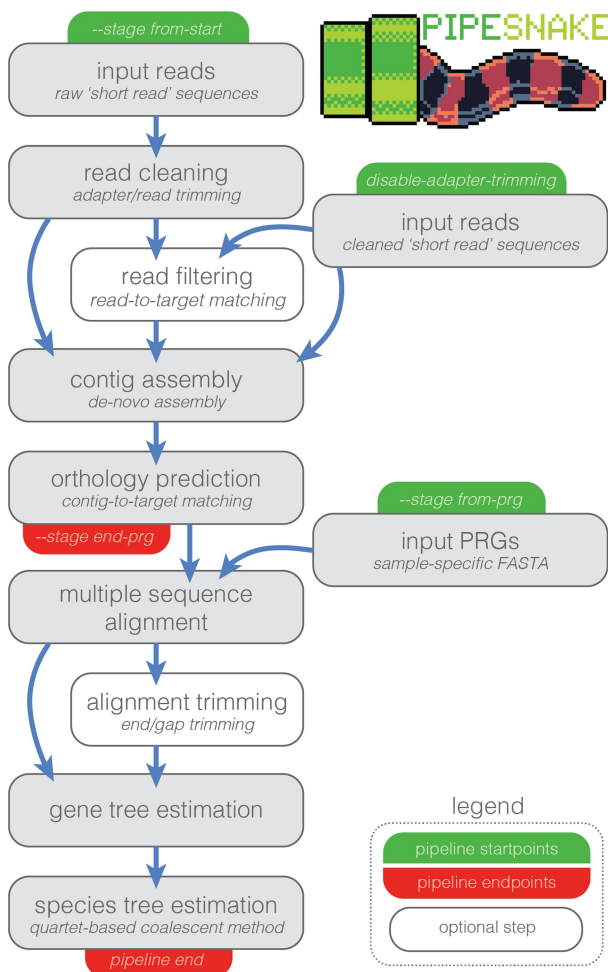 --stage from-start
PIPESNAKE
input reads
raw ‘short read’ sequences
read cleaning
adapter/read trimming
disable-adapter-trimming
input reads
cleaned ‘short read’ sequences
read filtering
read-to-target matching
contig assembly
de-novo assembly
orthology prediction
contig-to-target matching
--stage end-prg
--stage from-prg
input PRGs
sample-specific FASTA
multiple sequence
alignment
alignment trimming
end/gap trimming
gene tree estimation
species tree estimation
quartet-based coalescent method
pipeline end
legend
pipeline startpoints
pipeline endpoints
optional step